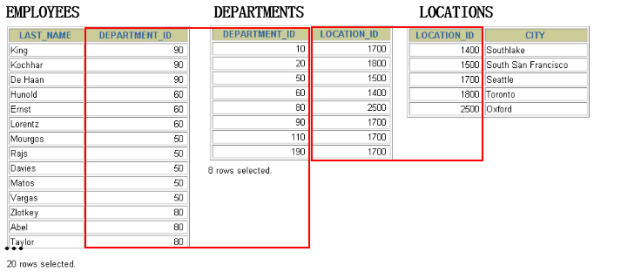 EMPLOYEES
LAST_NAME DEPARTMENT_ID
King 90
Kochhar 90
De Haan 90
Hunold 60
Ernst 60
Lorentz 60
Mourgos 50
Rajs 50
Davies 50
Matos 50
Vargas 50
Zlotkey 80
Abel 80
Taylor 80
...
20 rows selected.
DEPARTMENTS
DEPARTMENT_ID LOCATION_ID
10 1700
20 1800
50 1500
60 1400
80 2500
90 1700
110 1700
190 1700
8 rows selected.
LOCATIONS
LOCATION_ID CITY
1400 Southlake
1500 South San Francisco
1700 Seattle
1800 Toronto
2500 Oxford